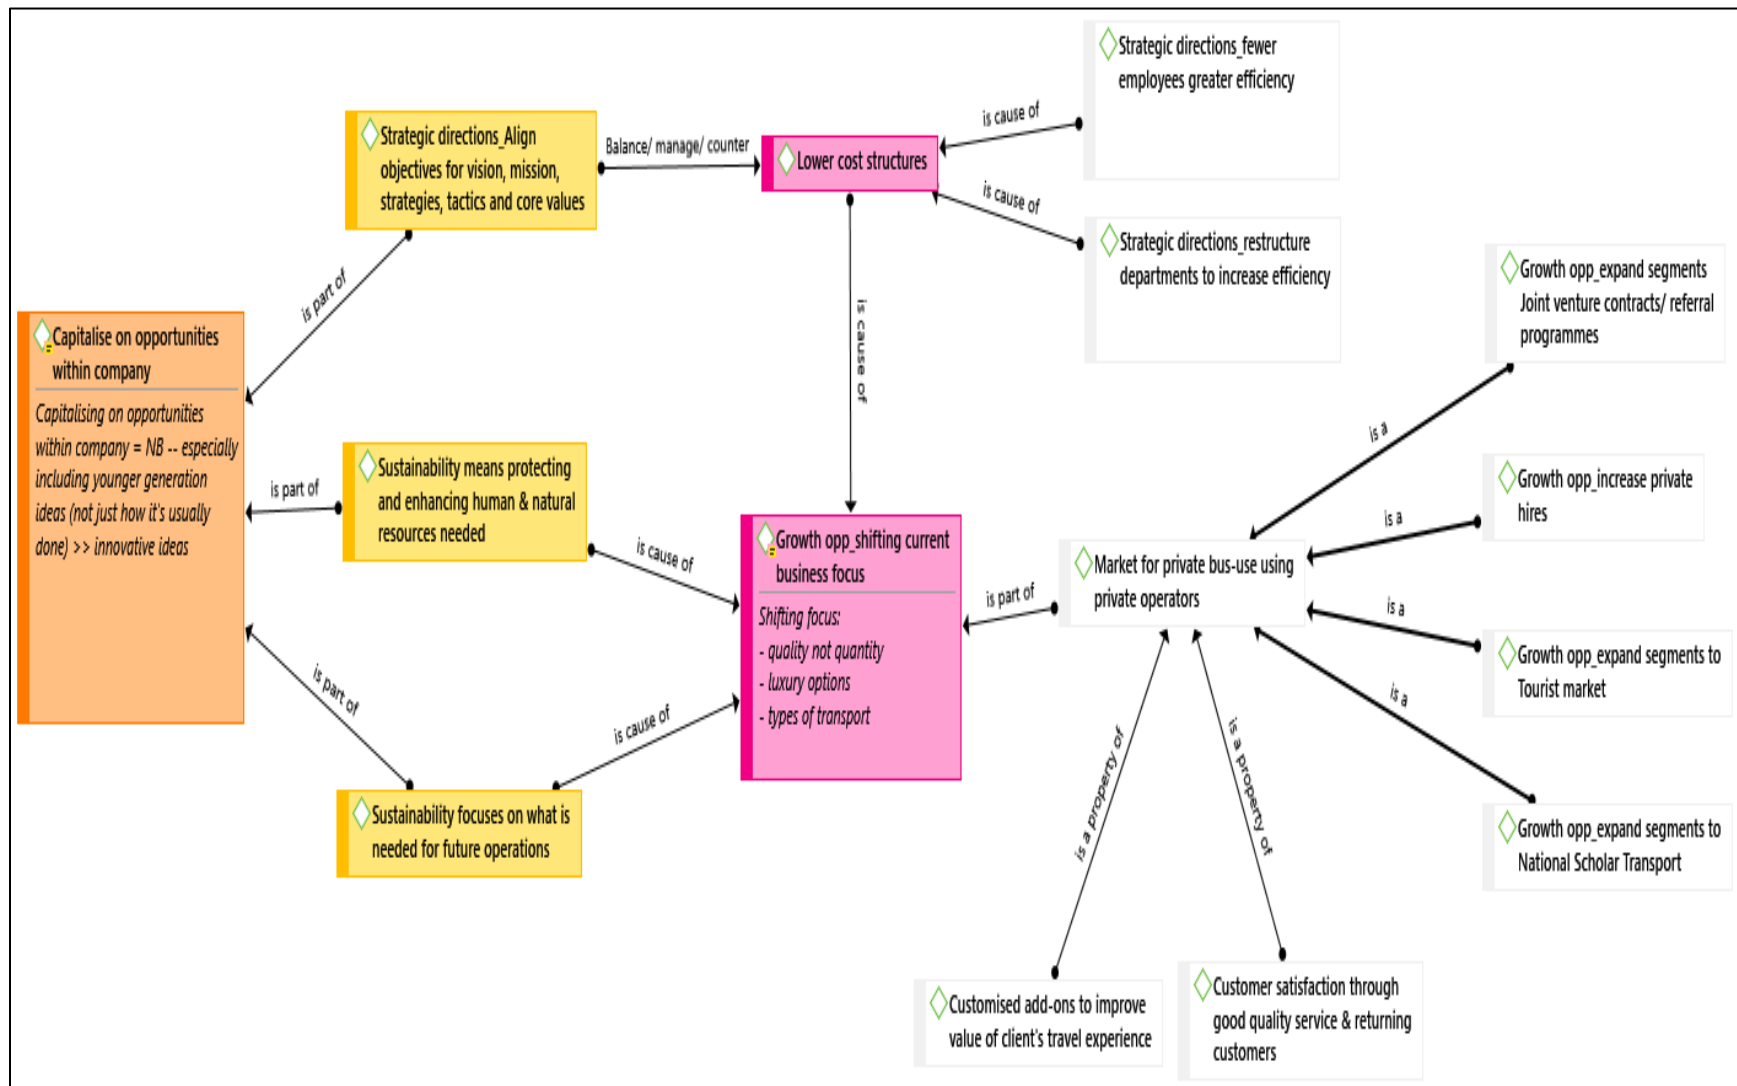 Strategic directions_fewer
employees greater efficiency
is cause of
Strategic directions_Align
objectives for vision, mission,
strategies, tactics and core values
Balance/ manage/ counter
Lower cost structures
is cause of
Strategic directions_restructure
departments to increase efficiency
is part of
is cause of
Growth opp_expand segments
Joint venture contracts/ referral
programmes
is a
Capitalise on opportunities
within company
Capitalising on opportunities
within company = NB -- especially
including younger generation
ideas (not just how it's usually
done) >> innovative ideas
is part of
Sustainability means protecting
and enhancing human & natural
resources needed
is cause of
Growth opp_shifting current
business focus
Shifting focus:
- quality not quantity
- luxury options
- types of transport
is part of
Market for private bus-use using
private operators
is a
Growth opp_increase private
hires
is a
Growth opp_expand segments to
Tourist market
is a
Growth opp_expand segments to
National Scholar Transport
is part of
is cause of
Sustainability focuses on what is
needed for future operations
is a property of
is a property of
Customised add-ons to improve
value of client's travel experience
Customer satisfaction through
good quality service & returning
customers